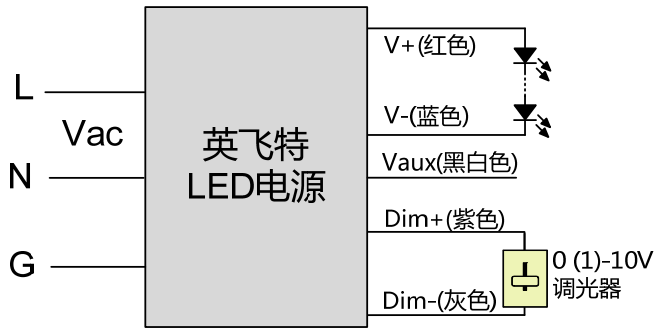 L
Vac
N
G
英飞特
LED电源
V+(红色)
V-(蓝色)
Vaux(黑白色)
Dim+(紫色)
Dim-(灰色)
0 (1)-10V
调光器